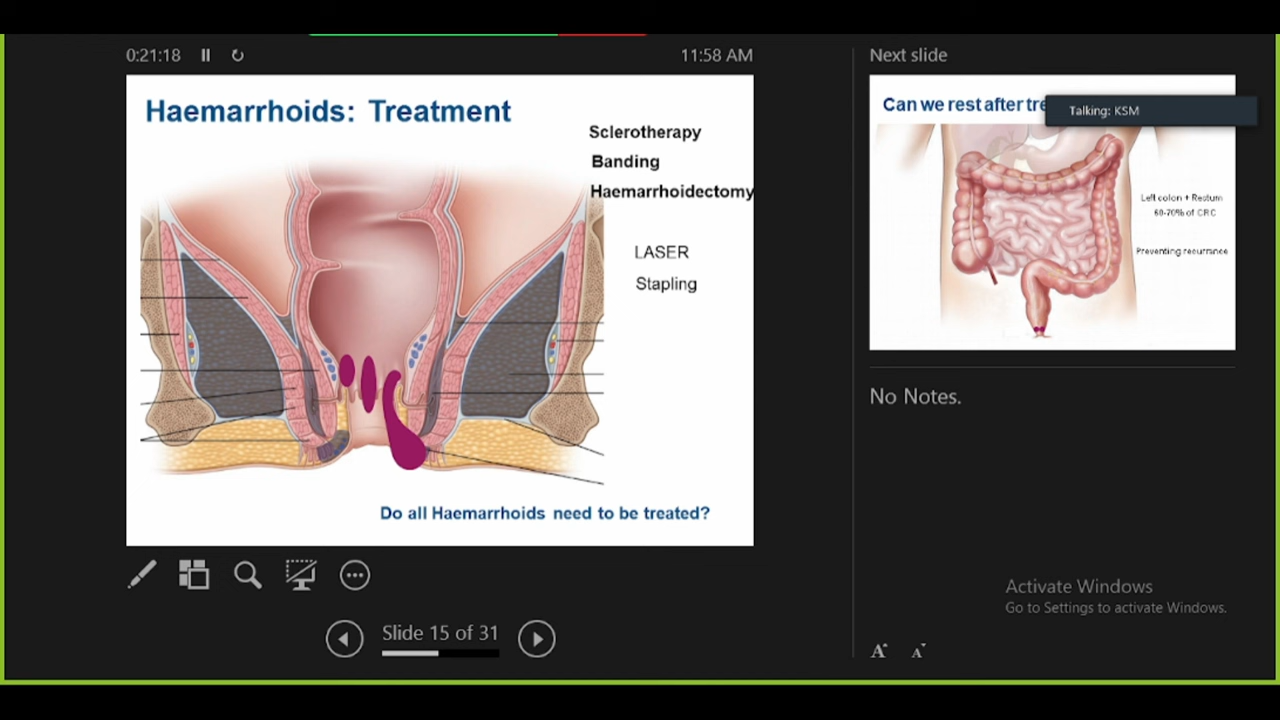 0:21:18
11:58 AM
Haemarrhoids: Treatment
Sclerotherapy
Banding
Haemarrhoidectomy
LASER
Stapling
Do all Haemarrhoids need to be treated?
Slide 15 of 31
Next slide
Can we rest after tre
Talking: KSM
Left colon + Rectum
60-70% of CRC
Preventing recurrance
No Notes.
Activate Windows
Go to Settings to activate Windows.
A A